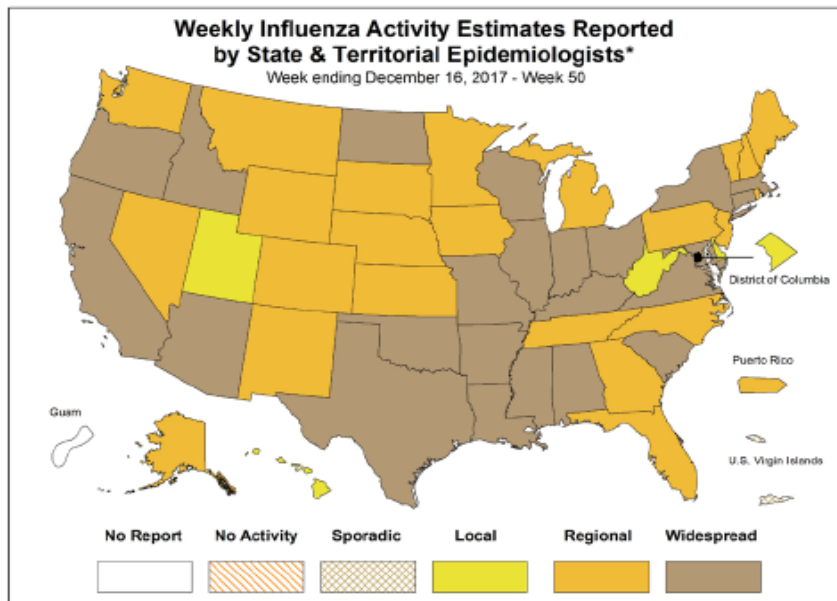 Weekly Influenza Activity Estimates Reported
by State & Territorial Epidemiologists*
Week ending December 16, 2017 - Week 50
District of Columbia
Puerto Rico
Guam
U.S. Virgin Islands
No Report No Activity Sporadic Local Regional Widespread